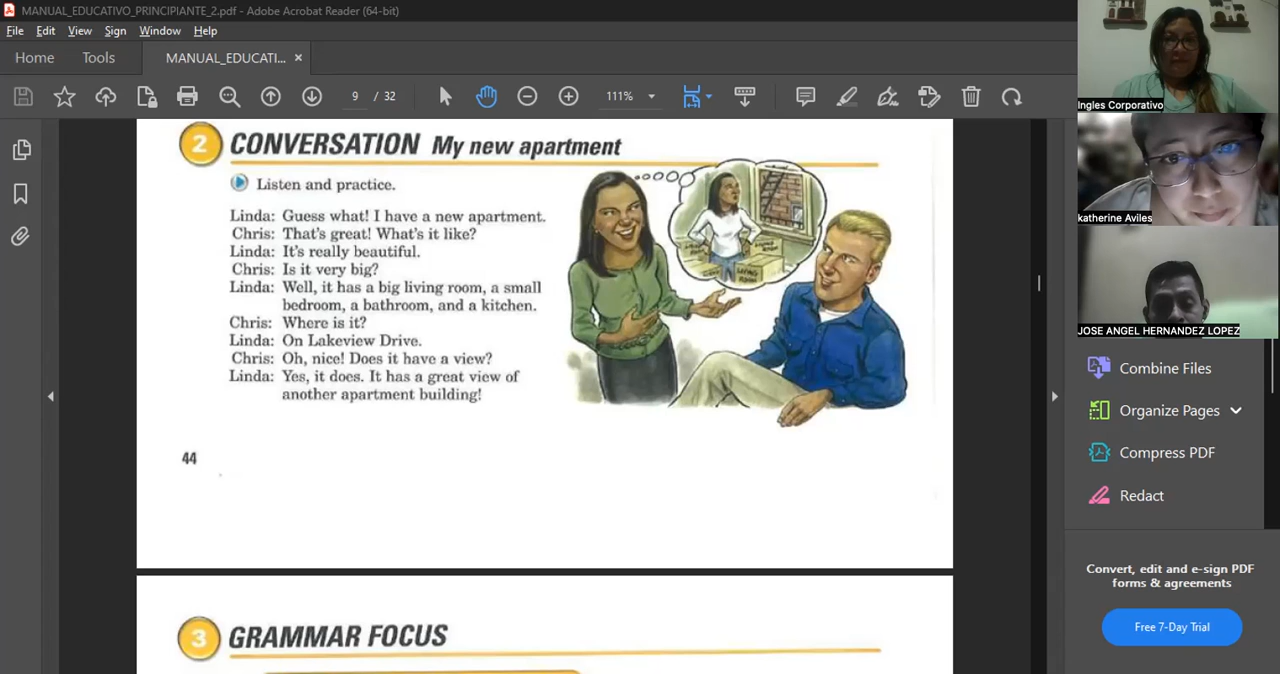 MANUAL_EDUCATIVO_PRINCIPIANTE_2.pdf - Adobe Acrobat Reader (64-bit)
File Edit View Sign Window Help
Home Tools MANUAL_EDUCATI... ×
9 / 32 111%
2 CONVERSATION My new apartment
Listen and practice.
Linda: Guess what! I have a new apartment.
Chris: That's great! What's it like?
Linda: It's really beautiful.
Chris: Is it very big?
Linda: Well, it has a big living room, a small
bedroom, a bathroom, and a kitchen.
Chris: Where is it?
Linda: On Lakeview Drive.
Chris: Oh, nice! Does it have a view?
Linda: Yes, it does. It has a great view of
another apartment building!
44
3 GRAMMAR FOCUS
Ingles Corporativo
katherine Aviles
JOSE ANGEL HERNANDEZ LOPEZ
Combine Files
Organize Pages
Compress PDF
Redact
Convert, edit and e-sign PDF
forms & agreements
Free 7-Day Trial